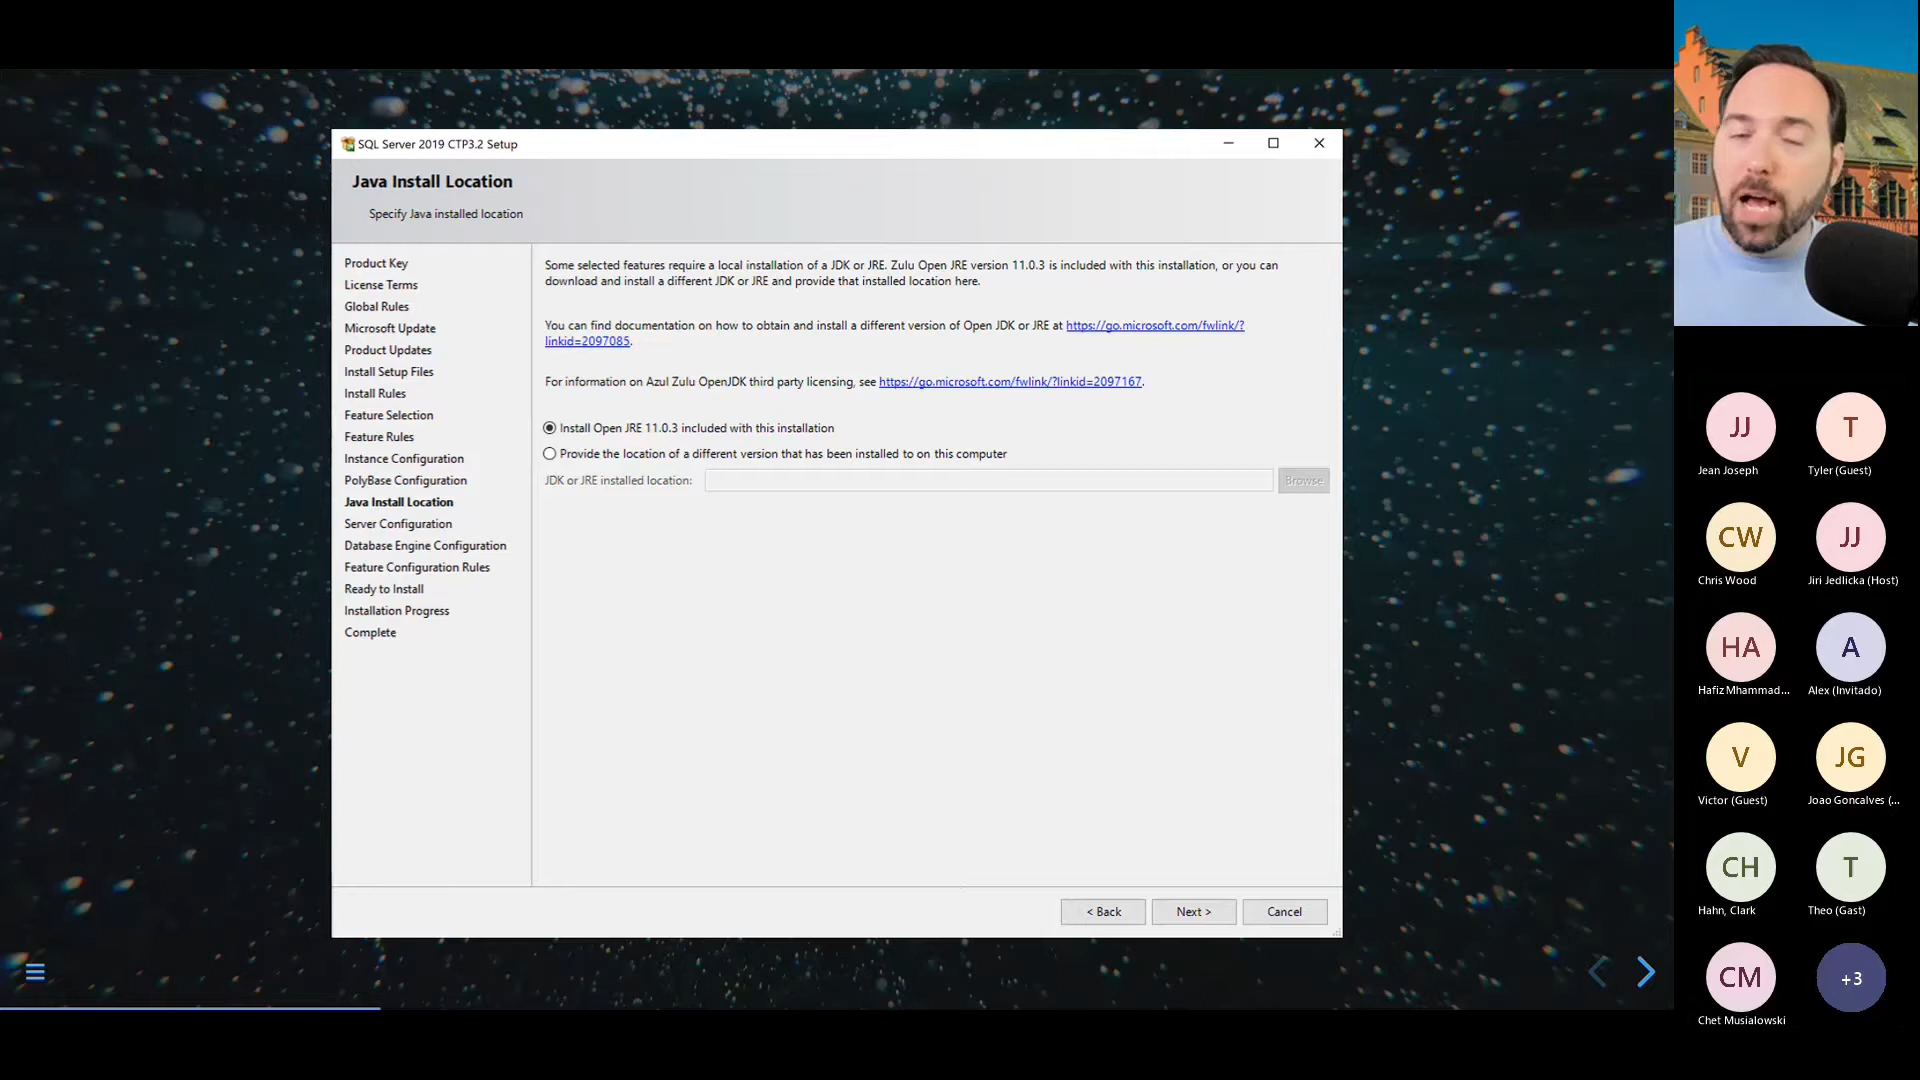 SQL Server 2019 CTP3.2 Setup
Java Install Location
Specify Java installed location
Product Key
License Terms
Global Rules
Microsoft Update
Product Updates
Install Setup Files
Install Rules
Feature Selection
Feature Rules
Instance Configuration
PolyBase Configuration
Java Install Location
Server Configuration
Database Engine Configuration
Feature Configuration Rules
Ready to Install
Installation Progress
Complete
Some selected features require a local installation of a JDK or JRE. Zulu Open JRE version 11.0.3 is included with this installation, or you can
download and install a different JDK or JRE and provide that installed location here.
You can find documentation on how to obtain and install a different version of Open JDK or JRE at https://go.microsoft.com/fwlink/?
linkid=2097085.
For information on Azul Zulu OpenJDK third party licensing, see https://go.microsoft.com/fwlink/?linkid=2097167.
Install Open JRE 11.0.3 included with this installation
Provide the location of a different version that has been installed to on this computer
JDK or JRE installed location:
Browse
< Back
Next >
Cancel
JJ
T
Jean Joseph
Tyler (Guest)
CW
JJ
Chris Wood
Jiri Jedlicka (Host)
HA
A
Hafiz Mhammad...
Alex (Invitado)
V
JG
Victor (Guest)
Joao Goncalves (...
CH
T
Hahn, Clark
Theo (Gast)
CM
+3
Chet Musialowski